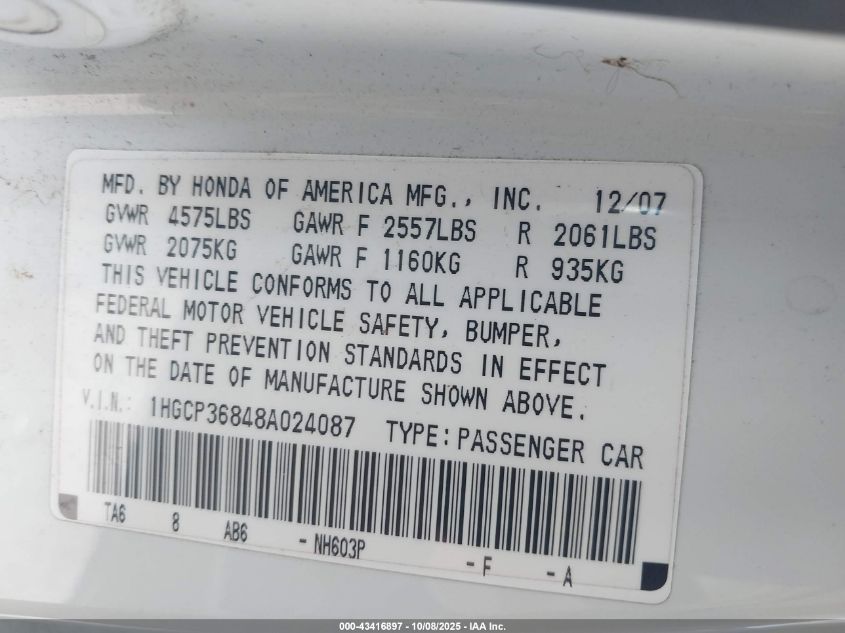 MFD. BY HONDA OF AMERICA MFG., INC. 12/07
GVWR 4575LBS GAWR F 2557LBS R 2061LBS
GVWR 2075KG GAWR F 1160KG R 935KG
THIS VEHICLE CONFORMS TO ALL APPLICABLE
FEDERAL MOTOR VEHICLE SAFETY, BUMPER,
AND THEFT PREVENTION STANDARDS IN EFFECT
ON THE DATE OF MANUFACTURE SHOWN ABOVE.
V.I.N.: 1HGCP36848A024087 TYPE: PASSENGER CAR
TA6 8 AB6 - NH603P - F - A
000-43416897 - 10/08/2025 - IAA Inc.